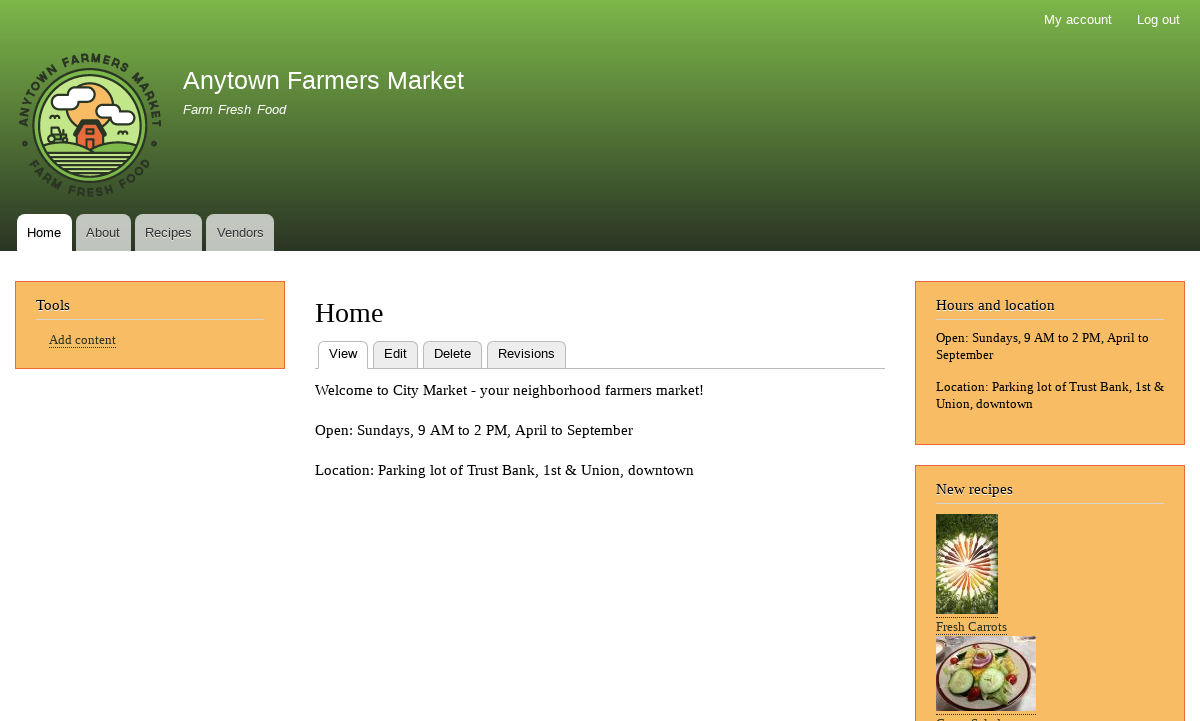 My account
Log out
ANYTOWN FARMERS MARKET
FARM FRESH FOOD
Anytown Farmers Market
Farm Fresh Food
Home
About
Recipes
Vendors
Tools
Add content
Home
View
Edit
Delete
Revisions
Welcome to City Market - your neighborhood farmers market!
Open: Sundays, 9 AM to 2 PM, April to September
Location: Parking lot of Trust Bank, 1st & Union, downtown
Hours and location
Open: Sundays, 9 AM to 2 PM, April to
September
Location: Parking lot of Trust Bank, 1st &
Union, downtown
New recipes
Fresh Carrots